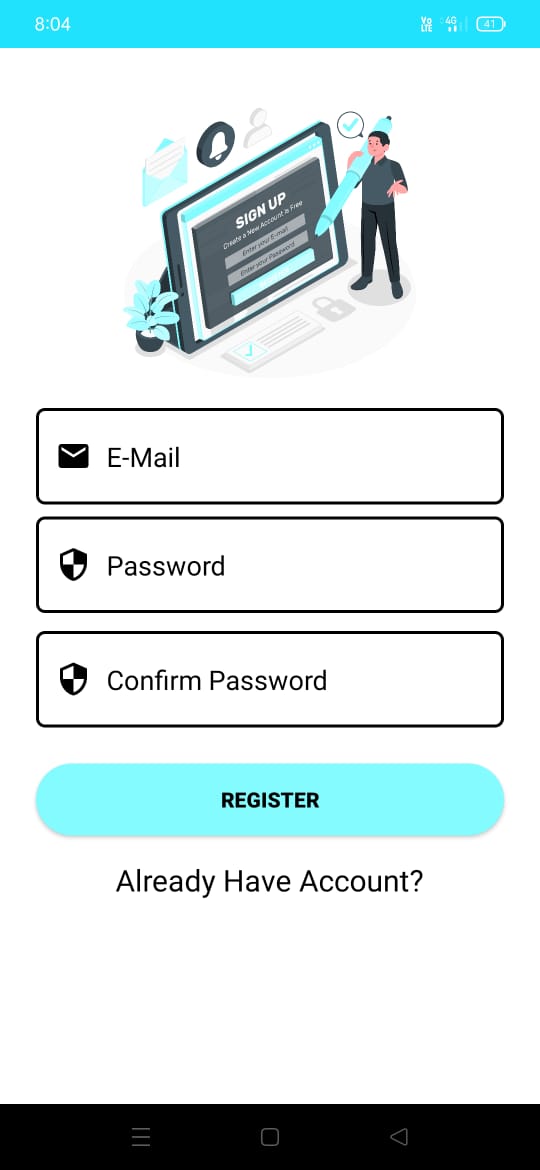 8:04
Vo LTE 4G 41
SIGN UP
Create a New Account is Free
Enter your E-mail
Enter your Password
E-Mail
Password
Confirm Password
REGISTER
Already Have Account?